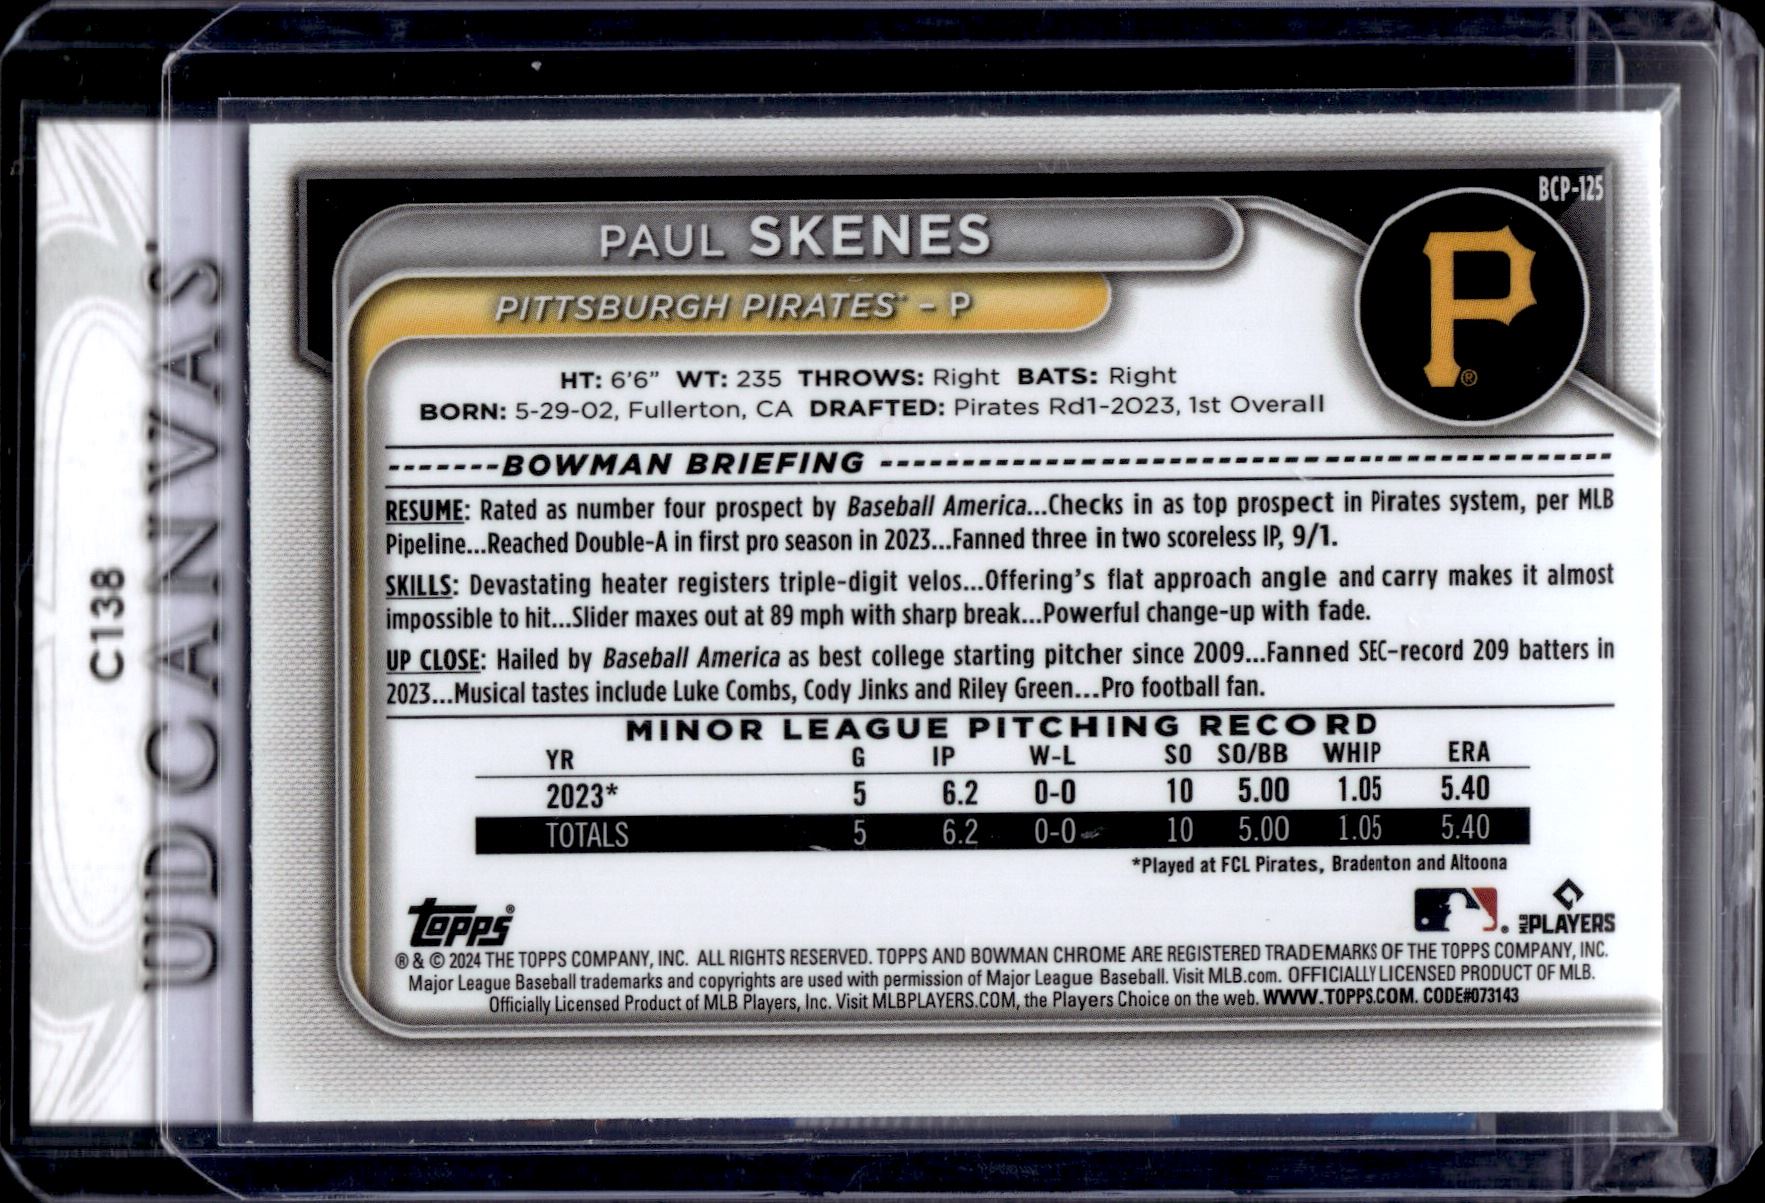 C138
UD CANVAS
BCP-125
PAUL SKENES
PITTSBURGH PIRATES™ – P
P®
HT: 6'6" WT: 235 THROWS: Right BATS: Right
BORN: 5-29-02, Fullerton, CA DRAFTED: Pirates Rd1-2023, 1st Overall
-------BOWMAN BRIEFING --------------------------------------------------
RESUME: Rated as number four prospect by Baseball America...Checks in as top prospect in Pirates system, per MLB
Pipeline...Reached Double-A in first pro season in 2023...Fanned three in two scoreless IP, 9/1.
SKILLS: Devastating heater registers triple-digit velos...Offering's flat approach angle and carry makes it almost
impossible to hit...Slider maxes out at 89 mph with sharp break...Powerful change-up with fade.
UP CLOSE: Hailed by Baseball America as best college starting pitcher since 2009...Fanned SEC-record 209 batters in
2023...Musical tastes include Luke Combs, Cody Jinks and Riley Green...Pro football fan.
MINOR LEAGUE PITCHING RECORD
YR G IP W-L SO SO/BB WHIP ERA
2023* 5 6.2 0-0 10 5.00 1.05 5.40
TOTALS 5 6.2 0-0 10 5.00 1.05 5.40
*Played at FCL Pirates, Bradenton and Altoona
Topps®
MLB PLAYERS
® & © 2024 THE TOPPS COMPANY, INC. ALL RIGHTS RESERVED. TOPPS AND BOWMAN CHROME ARE REGISTERED TRADEMARKS OF THE TOPPS COMPANY, INC.
Major League Baseball trademarks and copyrights are used with permission of Major League Baseball. Visit MLB.com. OFFICIALLY LICENSED PRODUCT OF MLB.
Officially Licensed Product of MLB Players, Inc. Visit MLBPLAYERS.COM, the Players Choice on the web. WWW.TOPPS.COM. CODE#073143